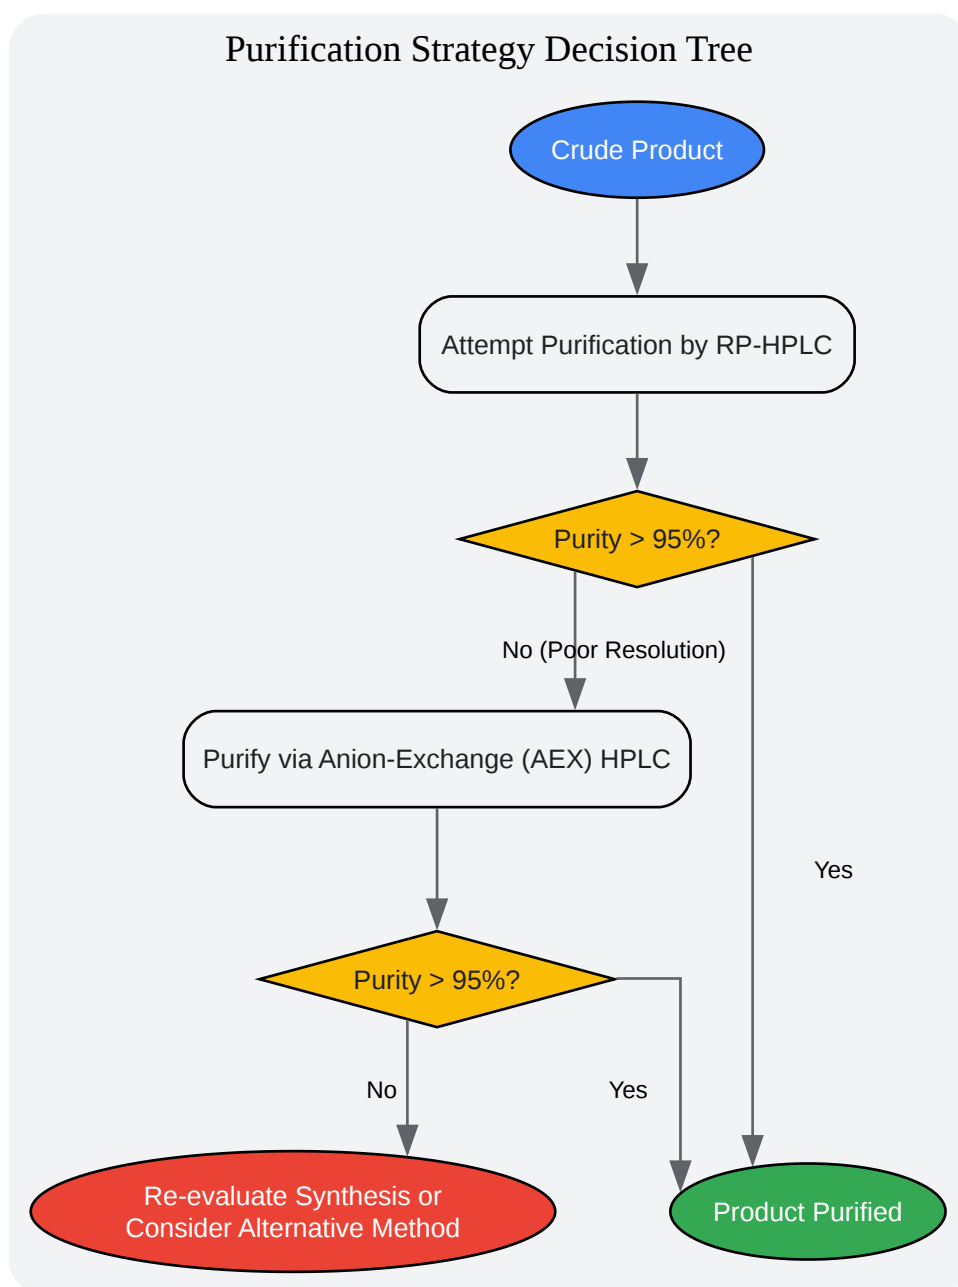 Purification Strategy Decision Tree
Crude Product
Attempt Purification by RP-HPLC
Purity > 95%?
No (Poor Resolution)
Purify via Anion-Exchange (AEX) HPLC
Yes
Purity > 95%?
No
Yes
Re-evaluate Synthesis or
Consider Alternative Method
Product Purified